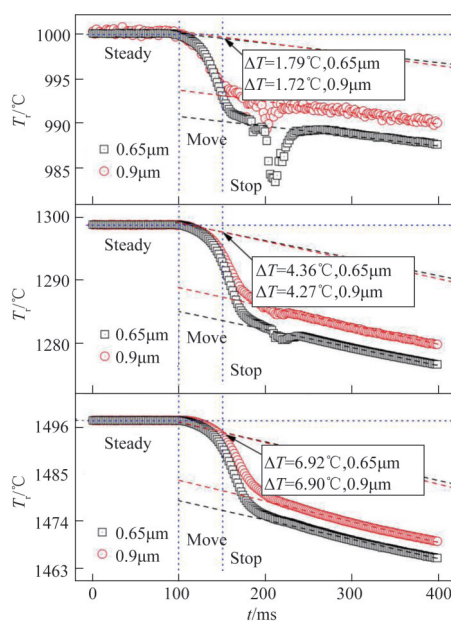 1000
Steady
ΔT=1.79℃,0.65μm
ΔT=1.72℃,0.9μm
995
Tr/℃
990
Move
0.65μm
985
0.9μm
Stop
1300
Steady
1290
ΔT=4.36℃,0.65μm
ΔT=4.27℃,0.9μm
Tr/℃
0.65μm
Move
1280
0.9μm
Stop
1496
Steady
ΔT=6.92℃,0.65μm
ΔT=6.90℃,0.9μm
1485
Tr/℃
1474
0.65μm
Move
0.9μm
Stop
1463
0 100 200 300 400
t/ms